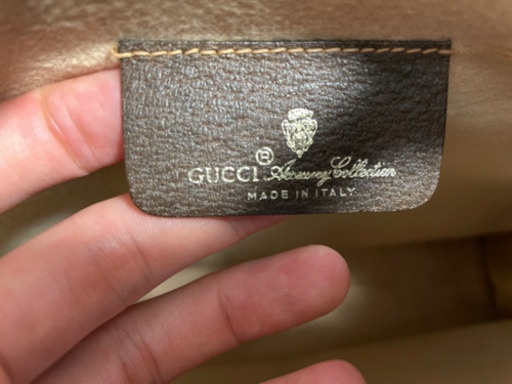 GUCCI ® Accessory Collection
MADE IN ITALY